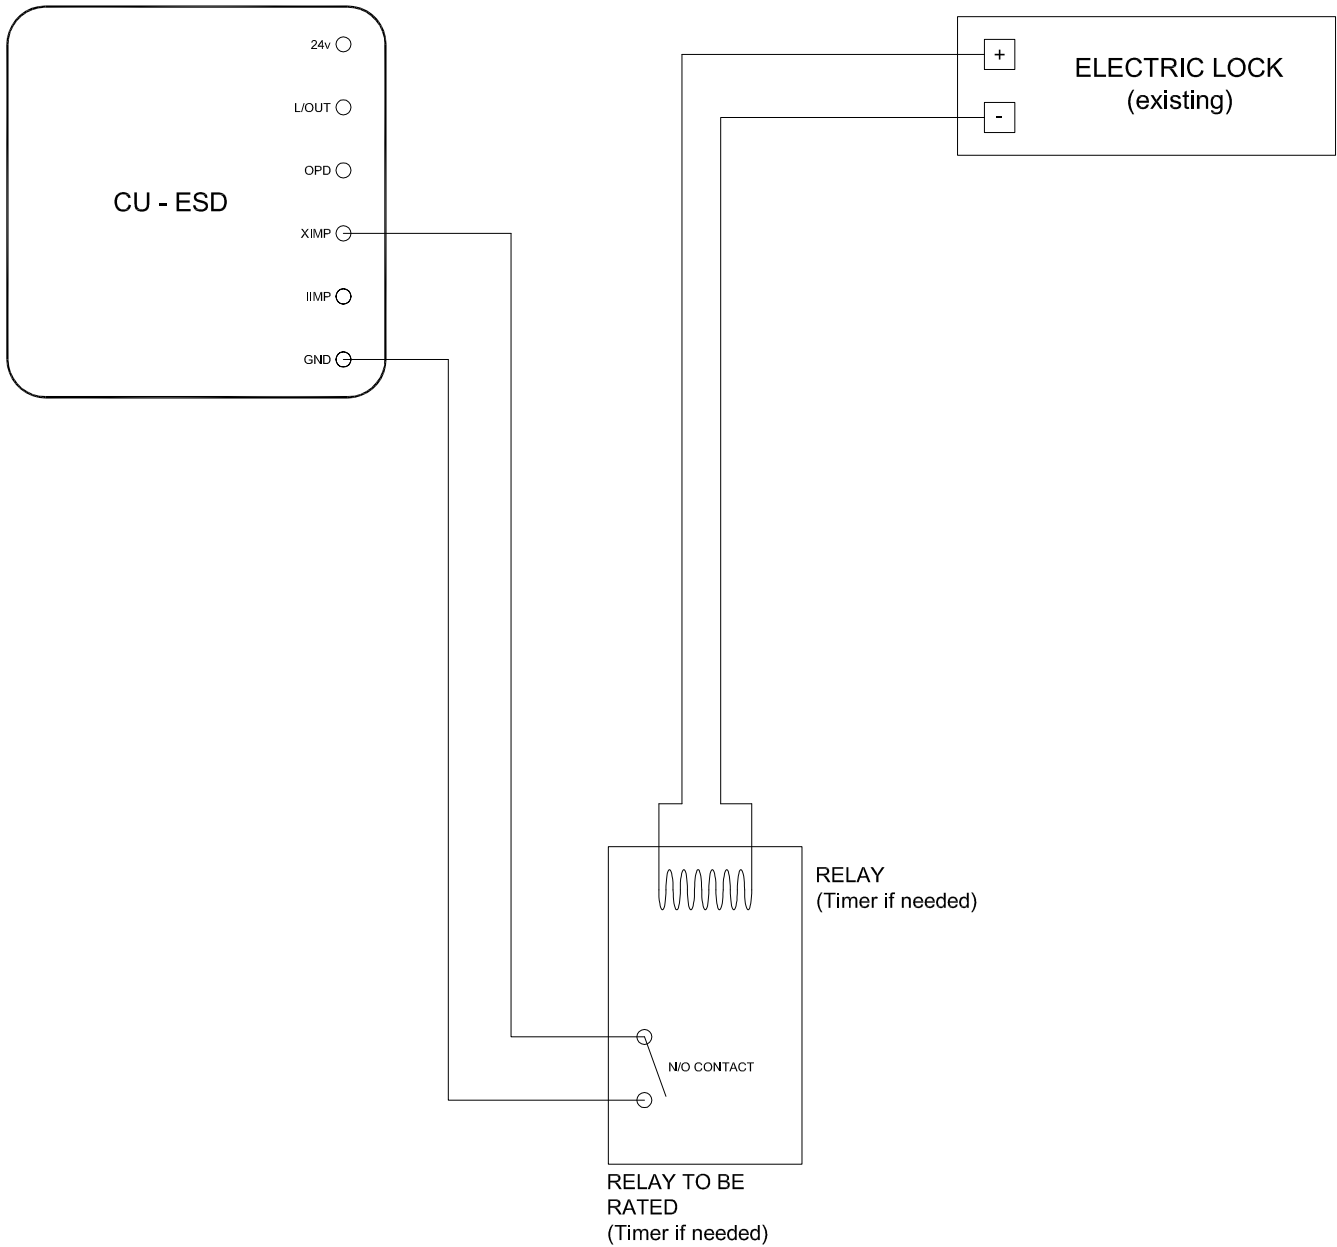 24v
L/OUT
OPD
CU - ESD
XIMP
IIMP
GND
+
-
ELECTRIC LOCK
(existing)
RELAY
(Timer if needed)
N/O CONTACT
RELAY TO BE
RATED
(Timer if needed)